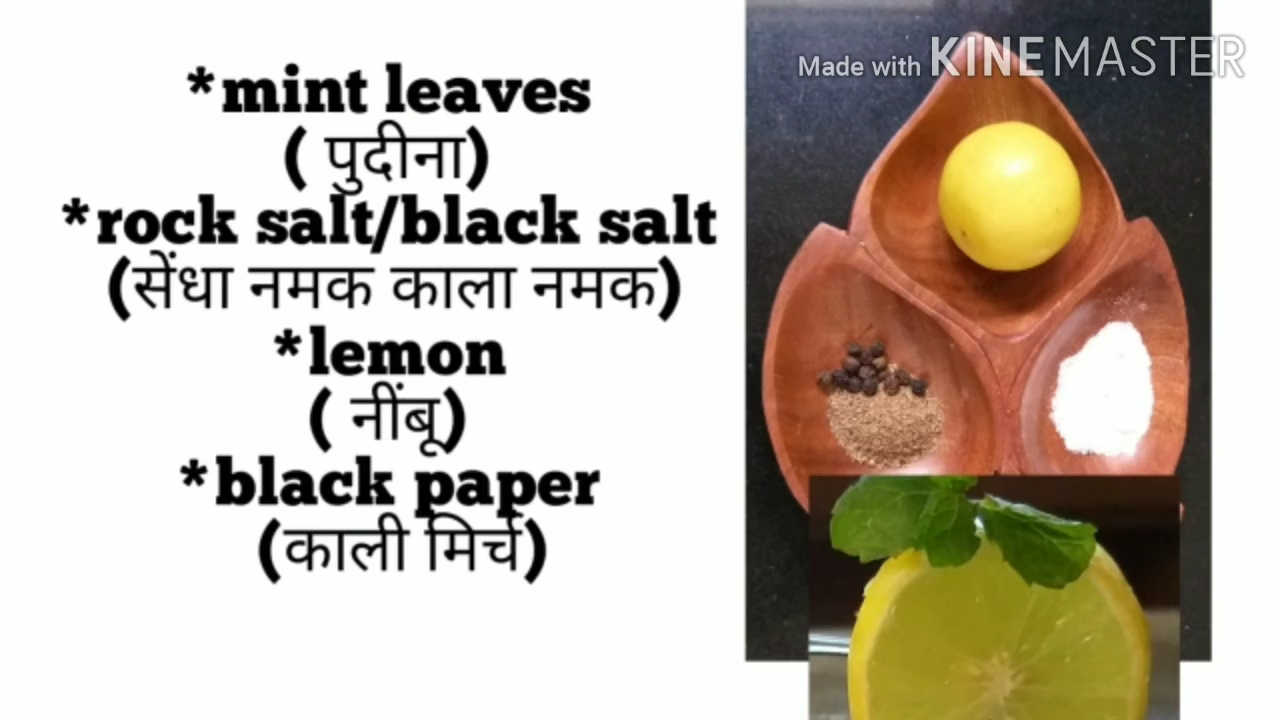 *mint leaves
( पुदीना)
*rock salt/black salt
(सेंधा नमक काला नमक)
*lemon
( नींबू)
*black paper
(काली मिर्च)
Made with KINEMASTER